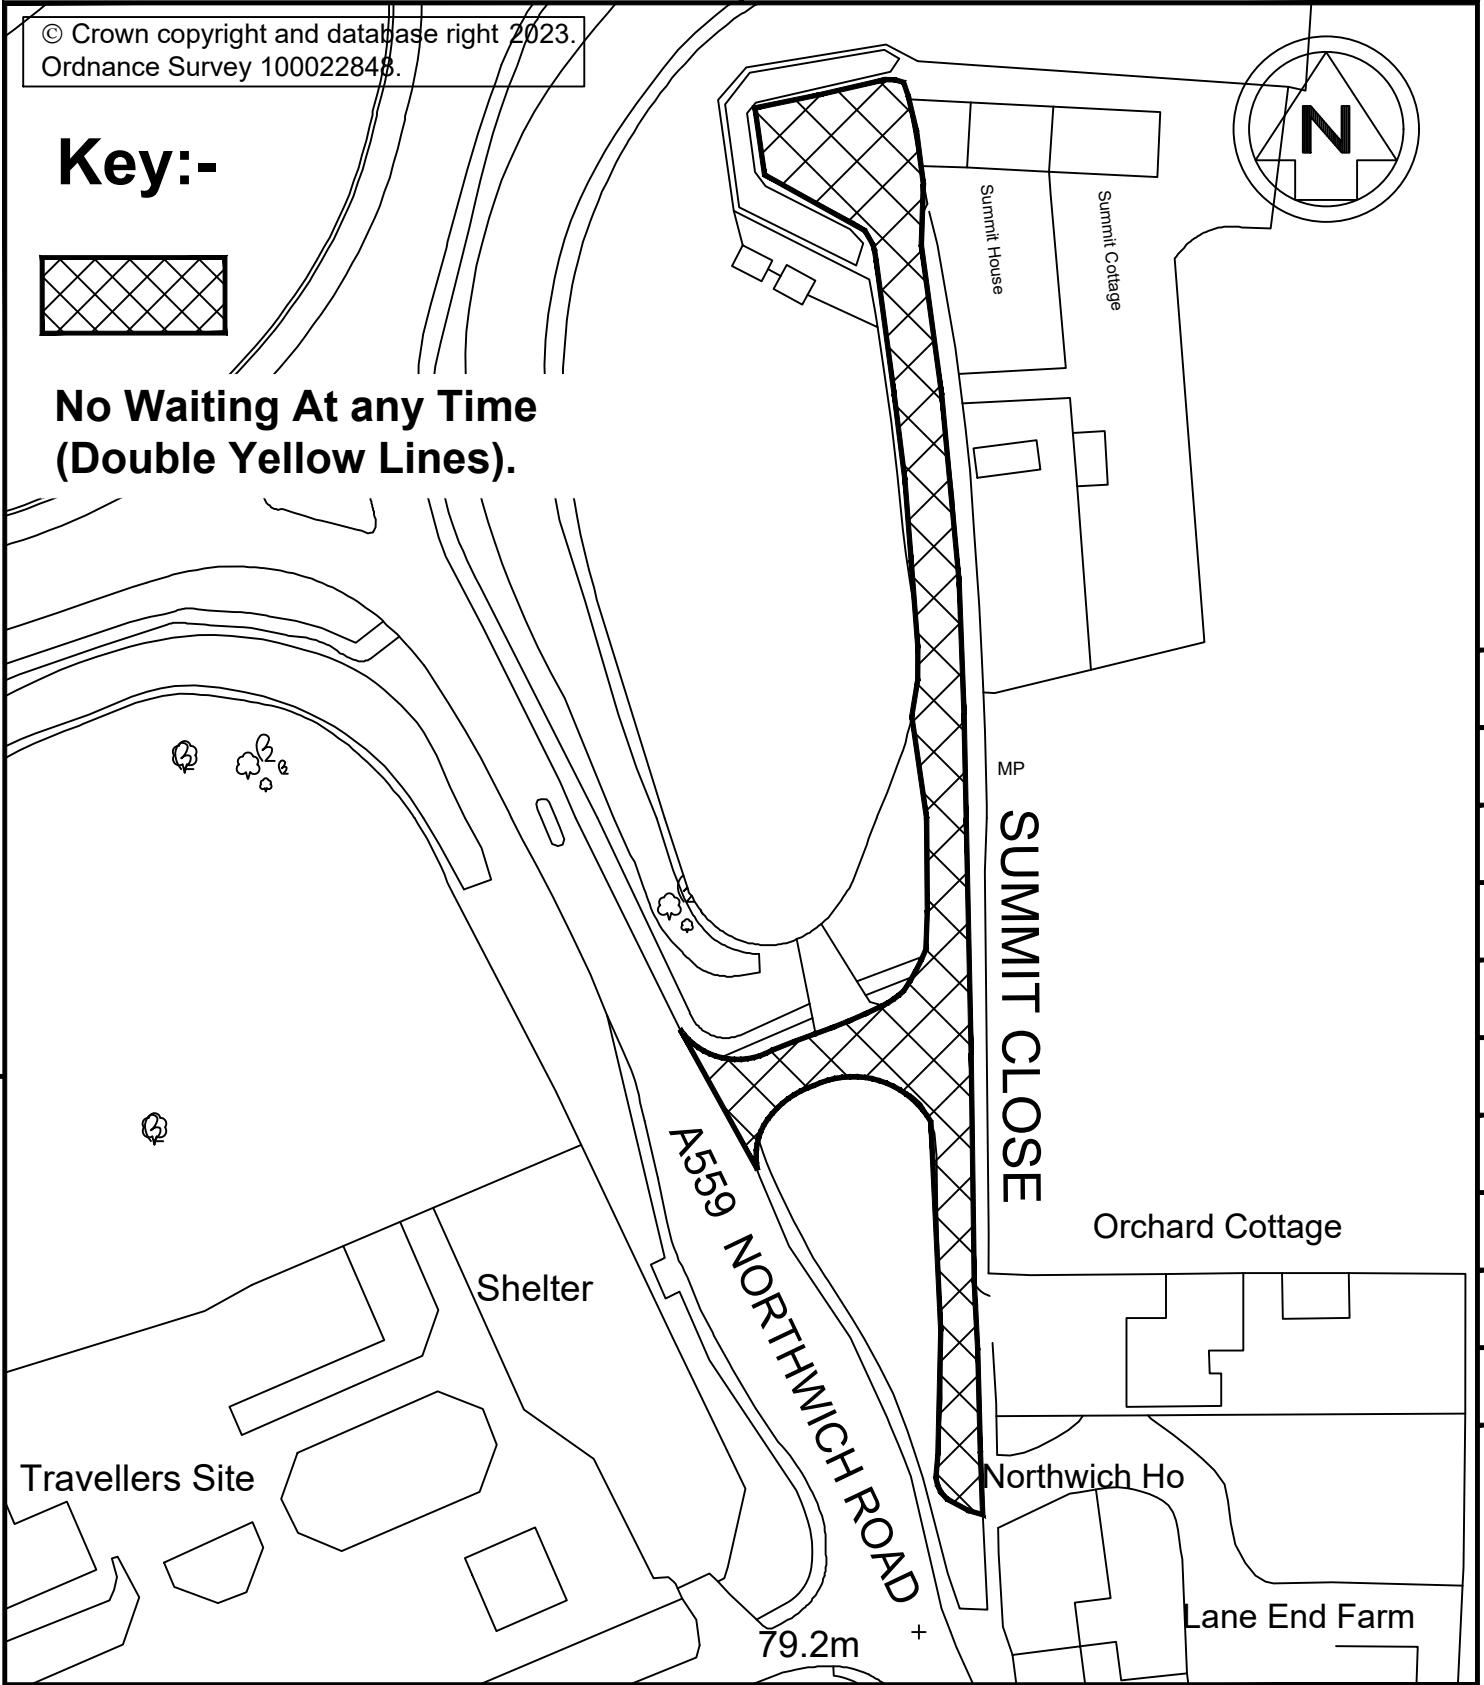 © Crown copyright and database right 2023.
Ordnance Survey 100022848.
N
Key:-
Summit House
Summit Cottage
No Waiting At any Time
(Double Yellow Lines).
MP
SUMMIT CLOSE
A559 NORTHWICH ROAD
Orchard Cottage
Shelter
Travellers Site
Northwich Ho
Lane End Farm
79.2m